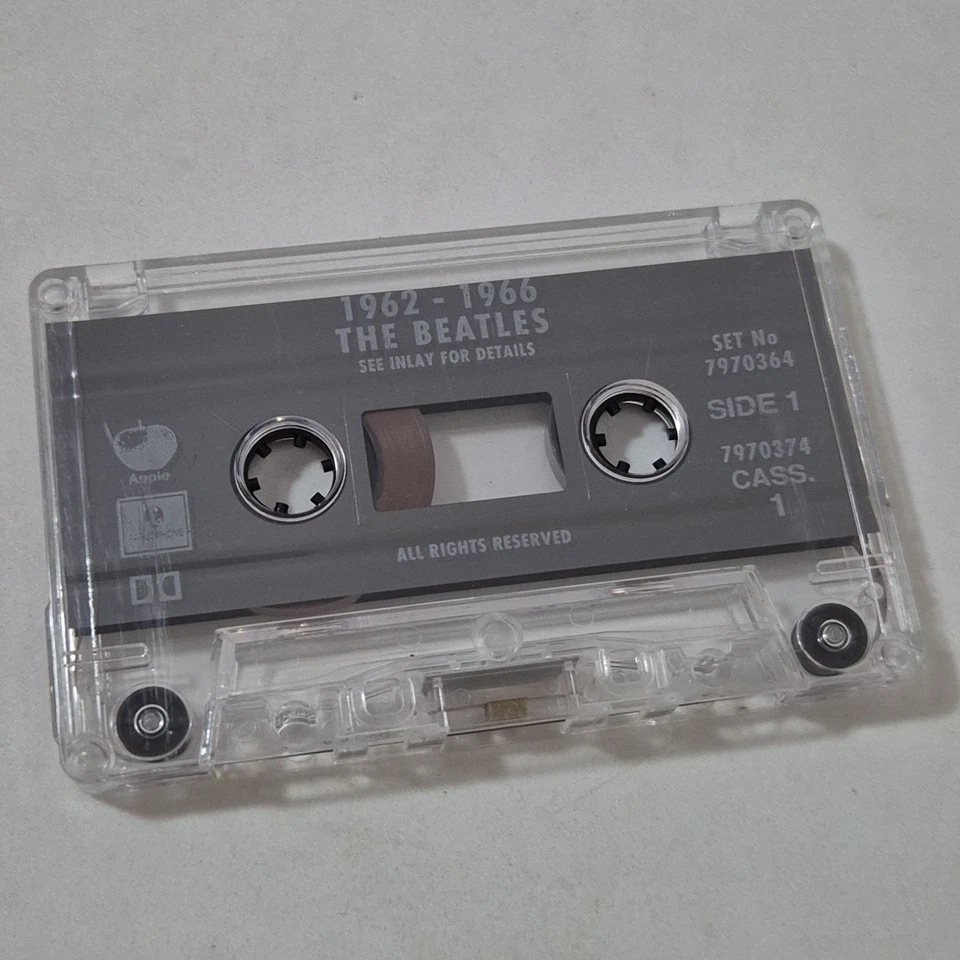 1962 - 1966
THE BEATLES
SEE INLAY FOR DETAILS
SET No
7970364
SIDE 1
7970374
CASS.
1
Apple
PARLOPHONE
ALL RIGHTS RESERVED